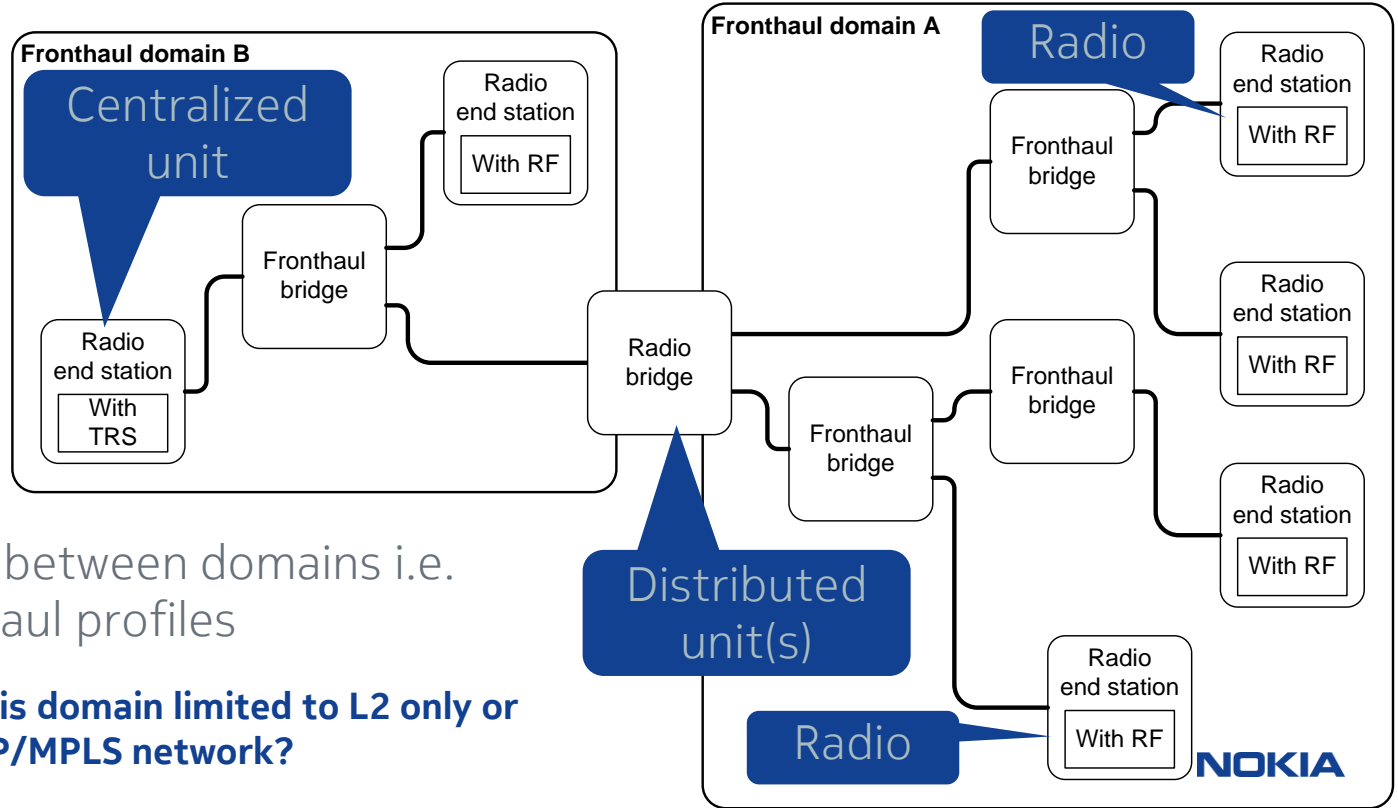 Fronthaul domain B
Centralized
unit
Radio
end station
With RF
Fronthaul
bridge
Radio
end station
With
TRS
Radio
bridge
Distributed
unit(s)
Fronthaul domain A
Radio
Radio
end station
With RF
Fronthaul
bridge
Radio
end station
With RF
Fronthaul
bridge
Fronthaul
bridge
Radio
end station
With RF
Radio
end station
With RF
Radio
between domains i.e.
aul profiles
is domain limited to L2 only or
P/MPLS network?
NOKIA